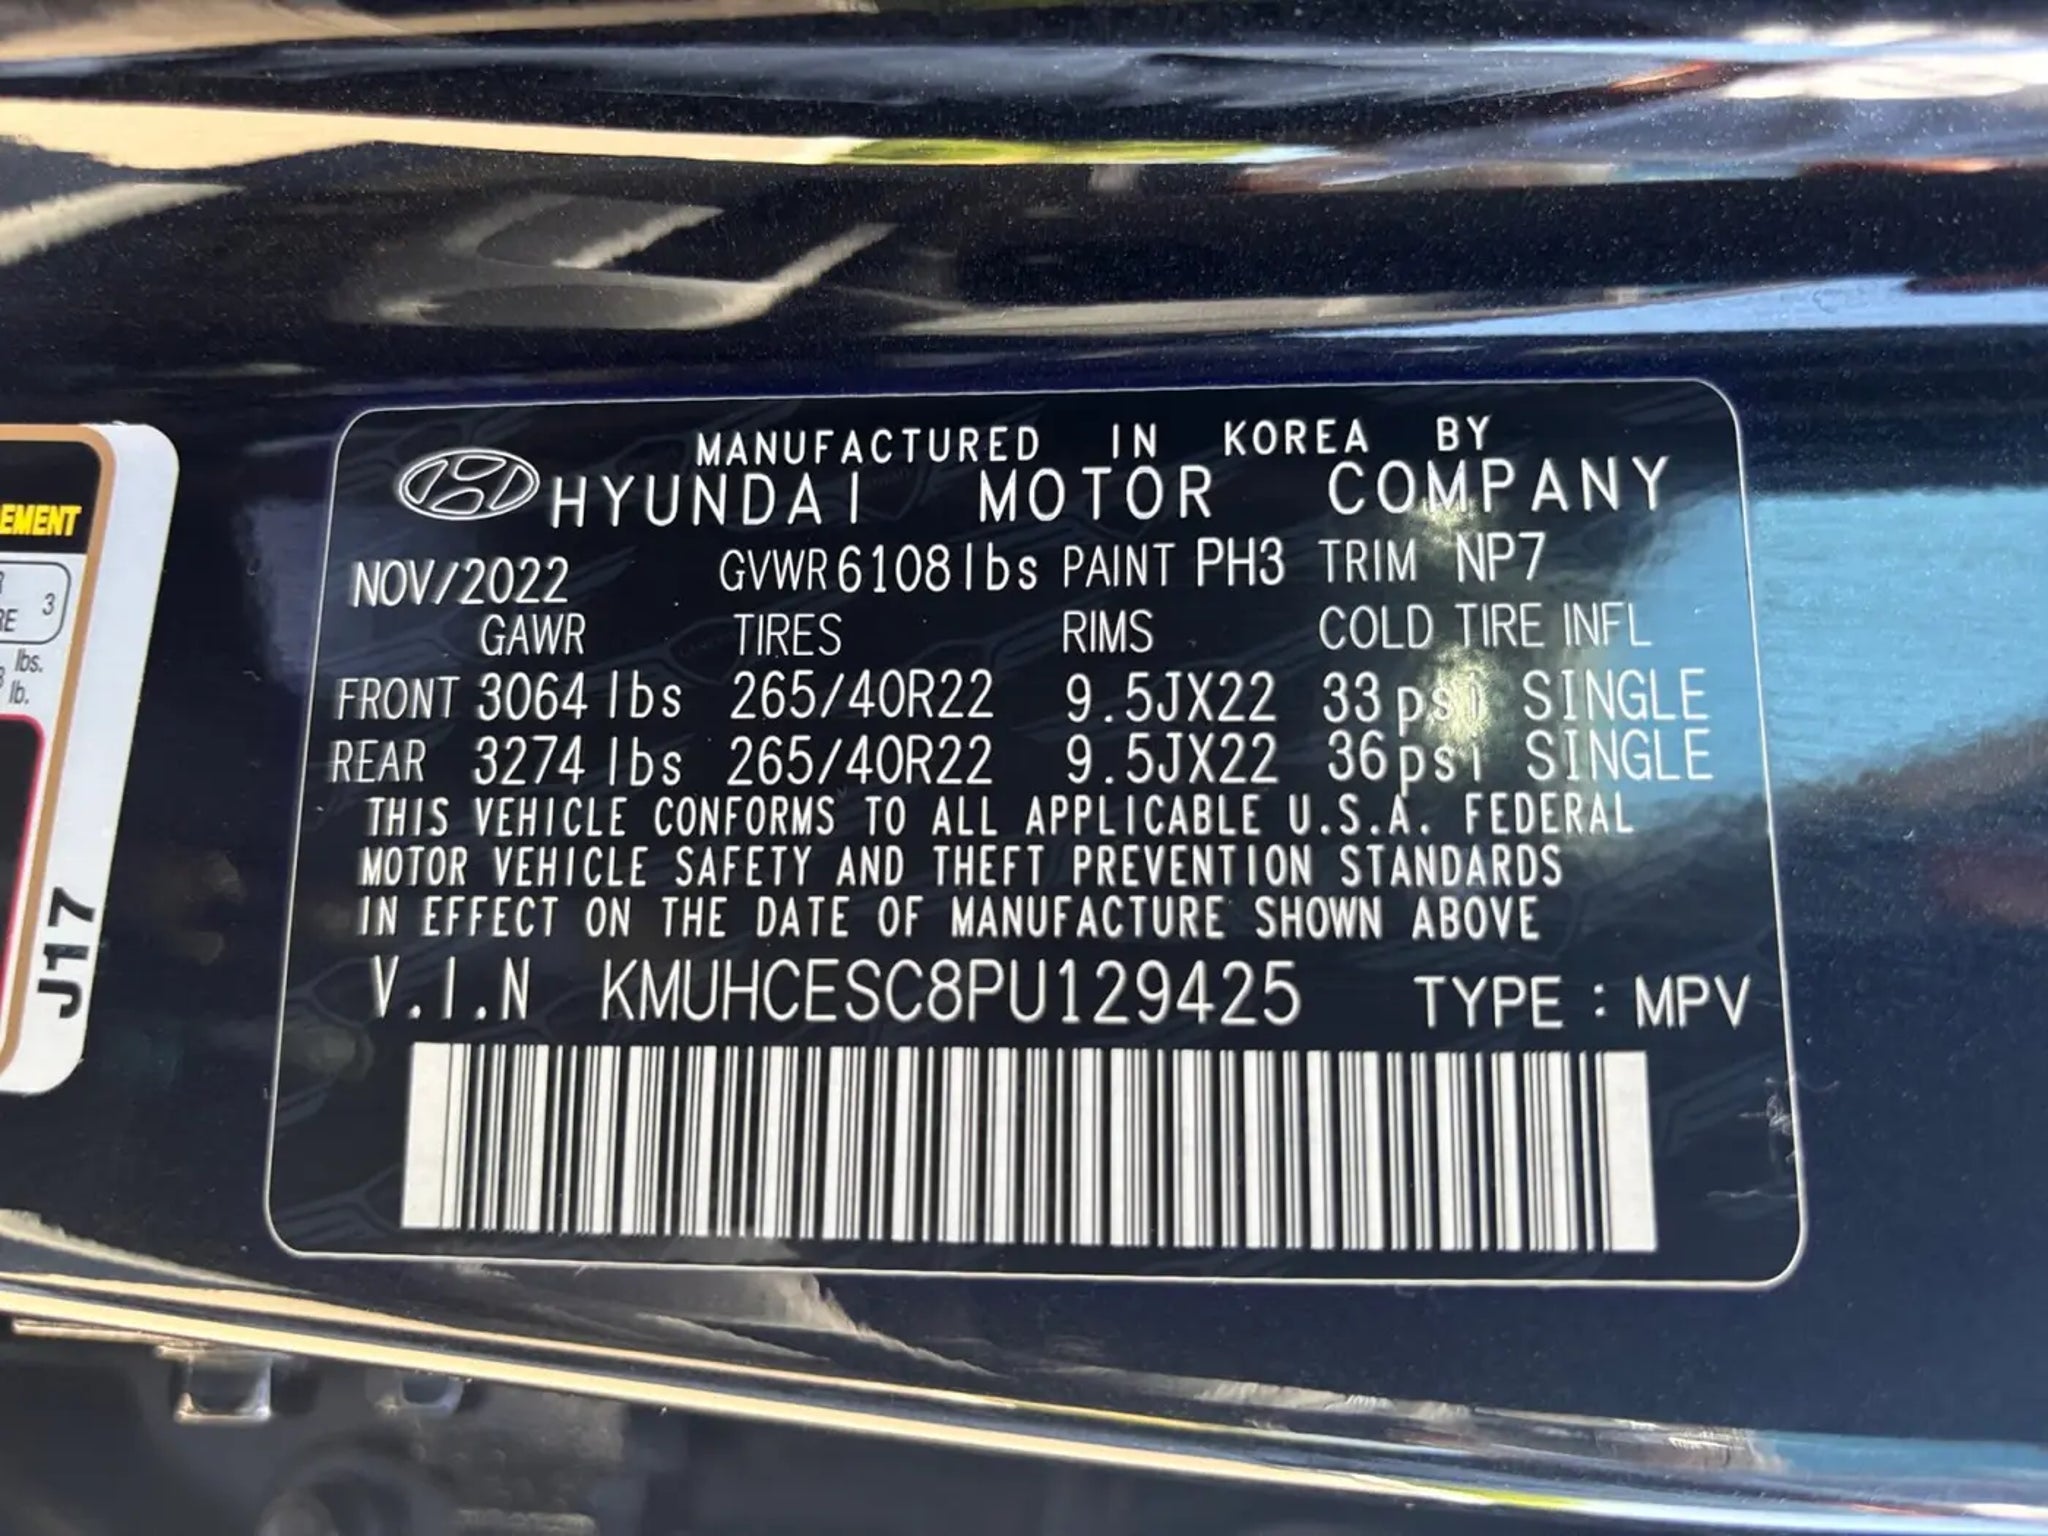 MANUFACTURED IN KOREA BY
HYUNDAI MOTOR COMPANY
NOV/2022 GVWR 6108lbs PAINT PH3 TRIM NP7
GAWR TIRES RIMS COLD TIRE INFL
FRONT 3064 lbs 265/40R22 9.5JX22 33psi SINGLE
REAR 3274 lbs 265/40R22 9.5JX22 36psi SINGLE
THIS VEHICLE CONFORMS TO ALL APPLICABLE U.S.A. FEDERAL
MOTOR VEHICLE SAFETY AND THEFT PREVENTION STANDARDS
IN EFFECT ON THE DATE OF MANUFACTURE SHOWN ABOVE
V.I.N KMUHCESC8PU129425 TYPE : MPV
EMENT
3
lbs.
lb.
J17